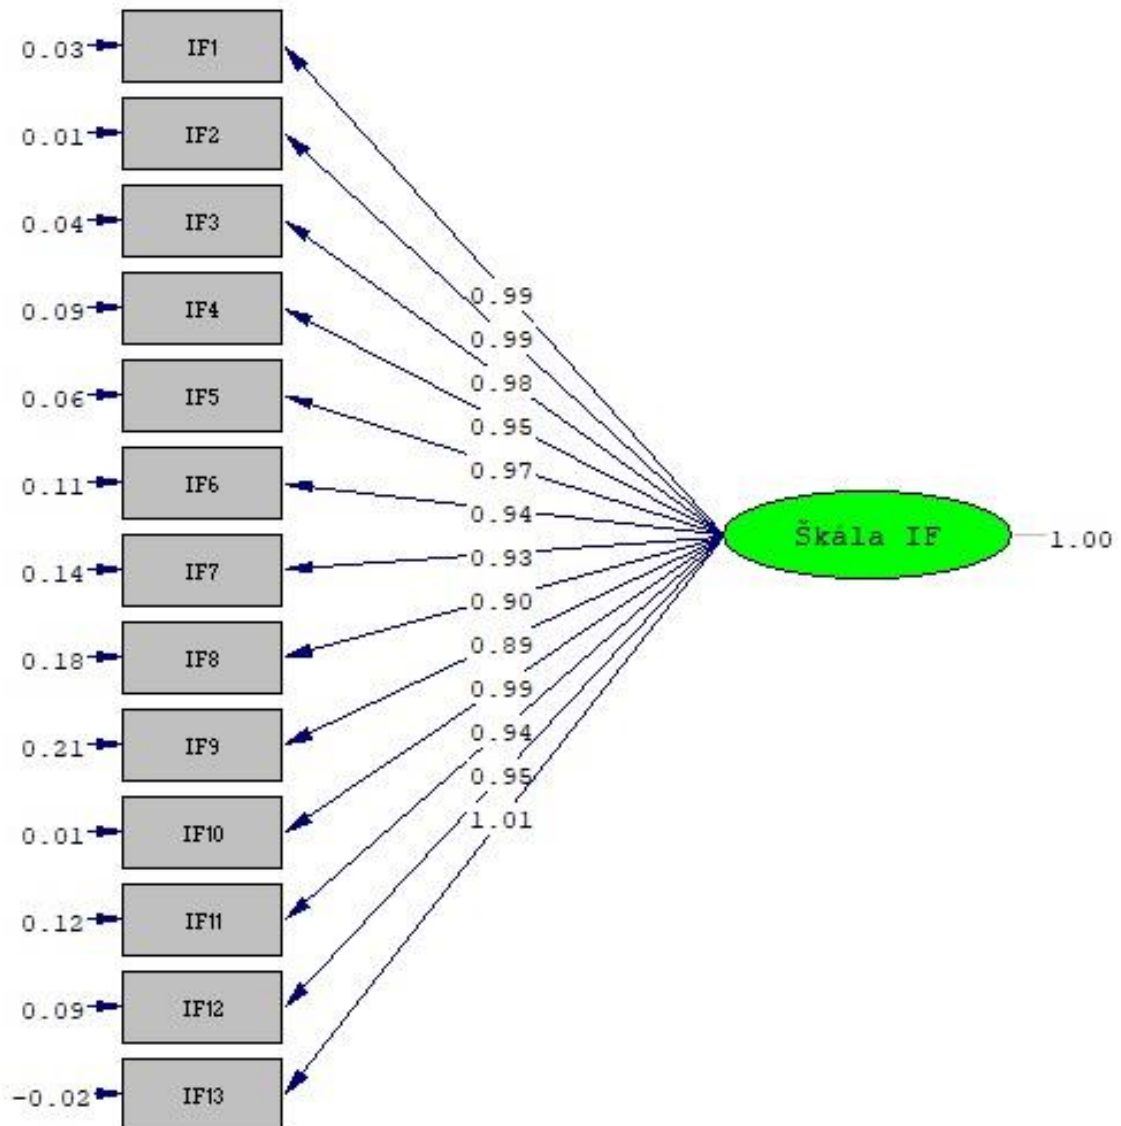 0.03 IF1
0.01 IF2
0.04 IF3
0.99
0.09 IF4
0.99
0.98
0.06 IF5
0.95
0.97
0.11 IF6
0.94
Škála IF 1.00
0.14 IF7
0.93
0.90
0.18 IF8
0.89
0.99
0.21 IF9
0.94
0.95
0.01 IF10
1.01
0.12 IF11
0.09 IF12
-0.02 IF13